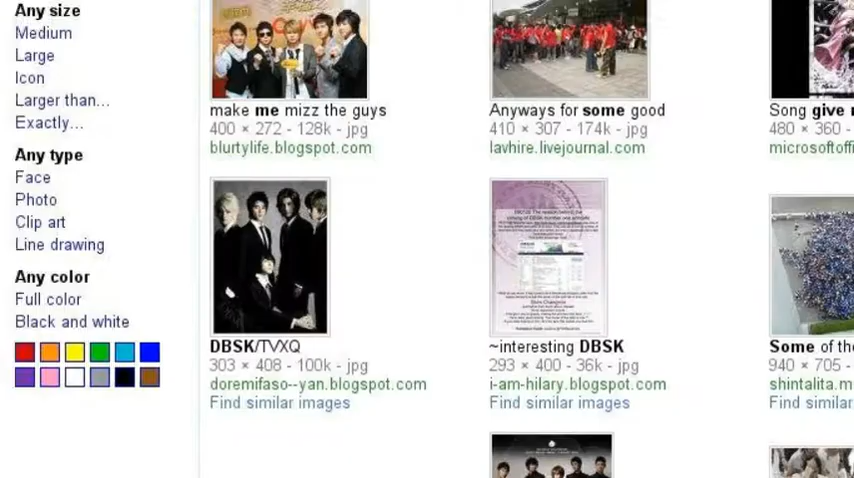 Any size
Medium
Large
Icon
Larger than...
Exactly...
Any type
Face
Photo
Clip art
Line drawing
Any color
Full color
Black and white
make me mizz the guys
400 × 272 - 128k - jpg
blurtylife.blogspot.com
Anyways for some good
410 × 307 - 174k - jpg
lavhire.livejournal.com
Song give
480 × 360 -
microsoftoffi
DBSK/TVXQ
303 × 408 - 100k - jpg
doremifaso--yan.blogspot.com
Find similar images
~interesting DBSK
293 × 400 - 36k - jpg
i-am-hilary.blogspot.com
Find similar images
Some of the
940 × 705 -
shintalita.m
Find similar